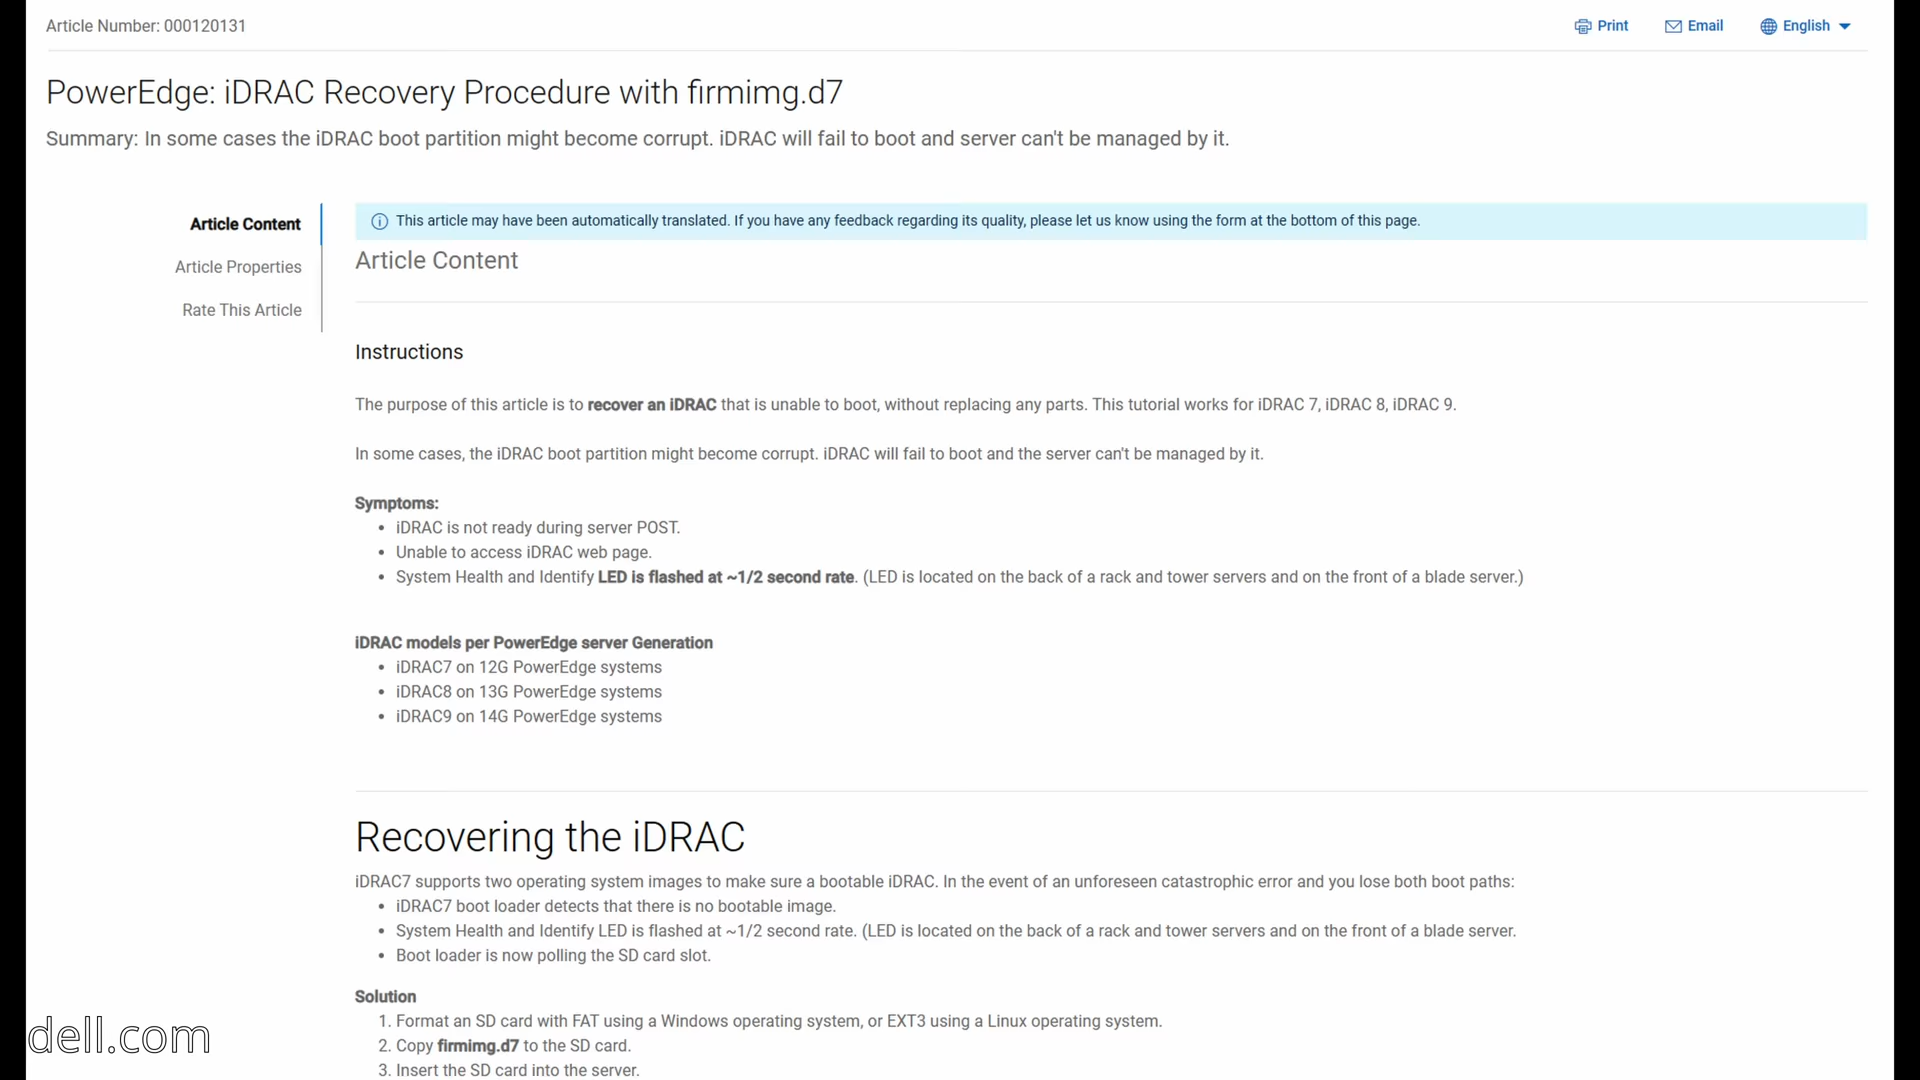 Article Number: 000120131
Print
Email
English
PowerEdge: iDRAC Recovery Procedure with firmimg.d7
Summary: In some cases the iDRAC boot partition might become corrupt. iDRAC will fail to boot and server can't be managed by it.
Article Content
Article Properties
Rate This Article
This article may have been automatically translated. If you have any feedback regarding its quality, please let us know using the form at the bottom of this page.
Article Content
Instructions
The purpose of this article is to recover an iDRAC that is unable to boot, without replacing any parts. This tutorial works for iDRAC 7, iDRAC 8, iDRAC 9.
In some cases, the iDRAC boot partition might become corrupt. iDRAC will fail to boot and the server can't be managed by it.
Symptoms:
• iDRAC is not ready during server POST.
• Unable to access iDRAC web page.
• System Health and Identify LED is flashed at ~1/2 second rate. (LED is located on the back of a rack and tower servers and on the front of a blade server.)
iDRAC models per PowerEdge server Generation
• iDRAC7 on 12G PowerEdge systems
• iDRAC8 on 13G PowerEdge systems
• iDRAC9 on 14G PowerEdge systems
Recovering the iDRAC
iDRAC7 supports two operating system images to make sure a bootable iDRAC. In the event of an unforeseen catastrophic error and you lose both boot paths:
• iDRAC7 boot loader detects that there is no bootable image.
• System Health and Identify LED is flashed at ~1/2 second rate. (LED is located on the back of a rack and tower servers and on the front of a blade server.
• Boot loader is now polling the SD card slot.
Solution
1. Format an SD card with FAT using a Windows operating system, or EXT3 using a Linux operating system.
2. Copy firmimg.d7 to the SD card.
3. Insert the SD card into the server.
dell.com